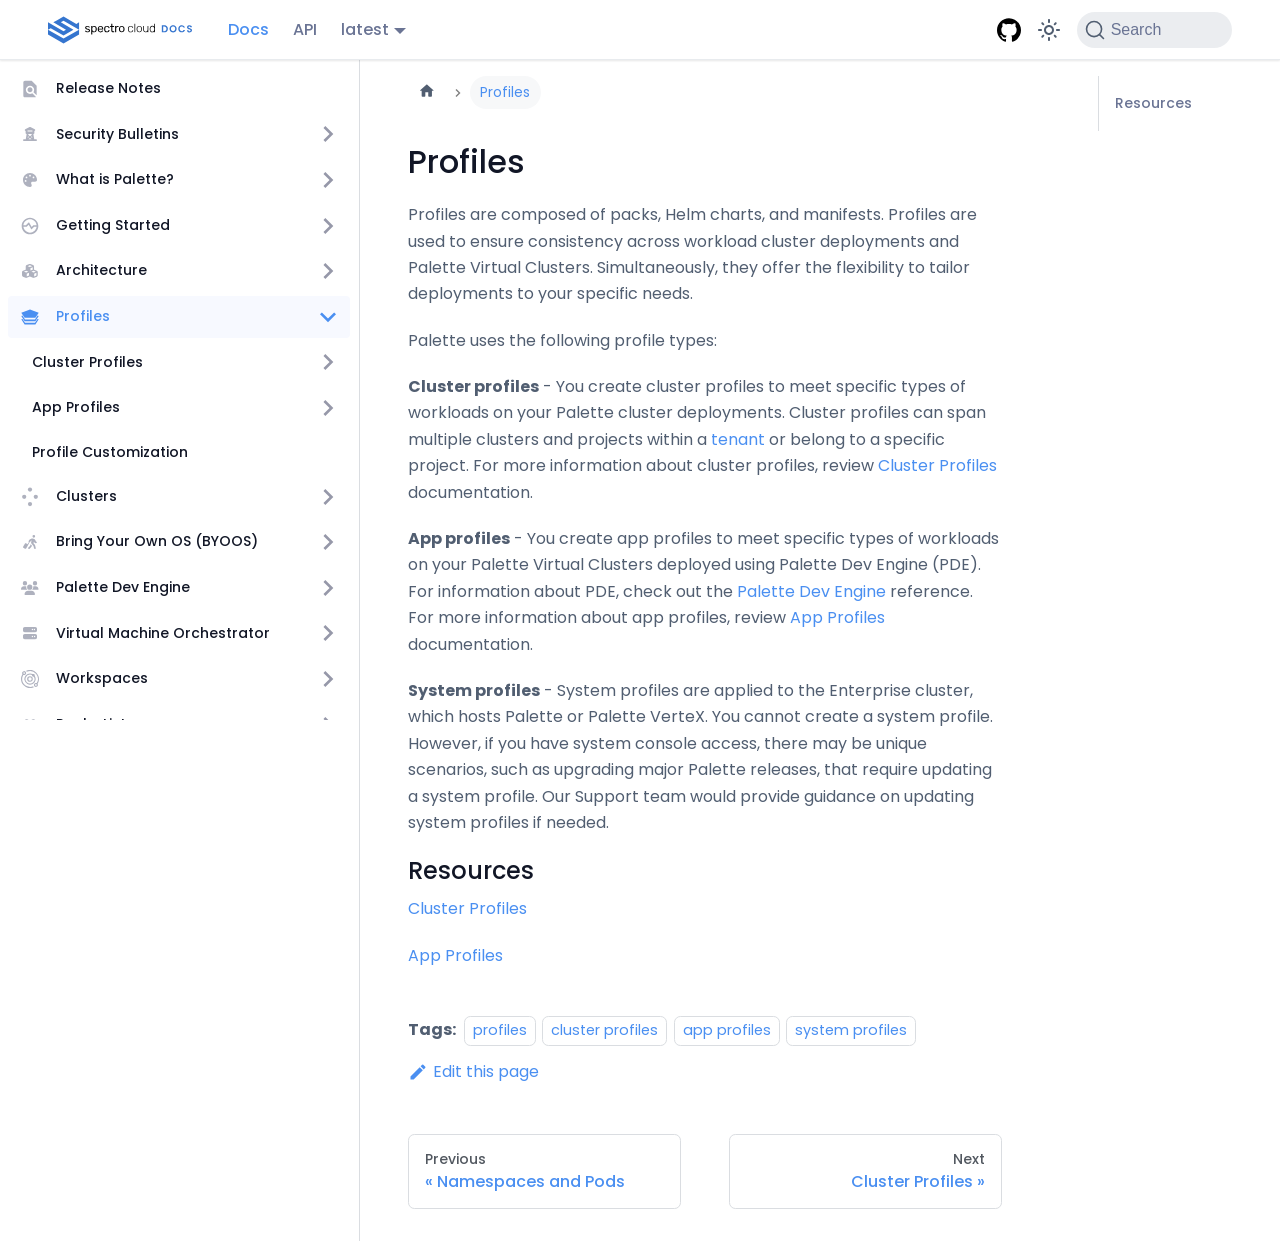 spectro cloud DOCS
Docs
API
latest
Search
Release Notes
Security Bulletins
What is Palette?
Getting Started
Architecture
Profiles
Cluster Profiles
App Profiles
Profile Customization
Clusters
Bring Your Own OS (BYOOS)
Palette Dev Engine
Virtual Machine Orchestrator
Workspaces
Profiles
Profiles
Profiles are composed of packs, Helm charts, and manifests. Profiles are
used to ensure consistency across workload cluster deployments and
Palette Virtual Clusters. Simultaneously, they offer the flexibility to tailor
deployments to your specific needs.
Palette uses the following profile types:
Cluster profiles - You create cluster profiles to meet specific types of
workloads on your Palette cluster deployments. Cluster profiles can span
multiple clusters and projects within a tenant or belong to a specific
project. For more information about cluster profiles, review Cluster Profiles
documentation.
App profiles - You create app profiles to meet specific types of workloads
on your Palette Virtual Clusters deployed using Palette Dev Engine (PDE).
For information about PDE, check out the Palette Dev Engine reference.
For more information about app profiles, review App Profiles
documentation.
System profiles - System profiles are applied to the Enterprise cluster,
which hosts Palette or Palette VerteX. You cannot create a system profile.
However, if you have system console access, there may be unique
scenarios, such as upgrading major Palette releases, that require updating
a system profile. Our Support team would provide guidance on updating
system profiles if needed.
Resources
Cluster Profiles
App Profiles
Tags: profiles cluster profiles app profiles system profiles
Edit this page
Previous
« Namespaces and Pods
Next
Cluster Profiles »
Resources